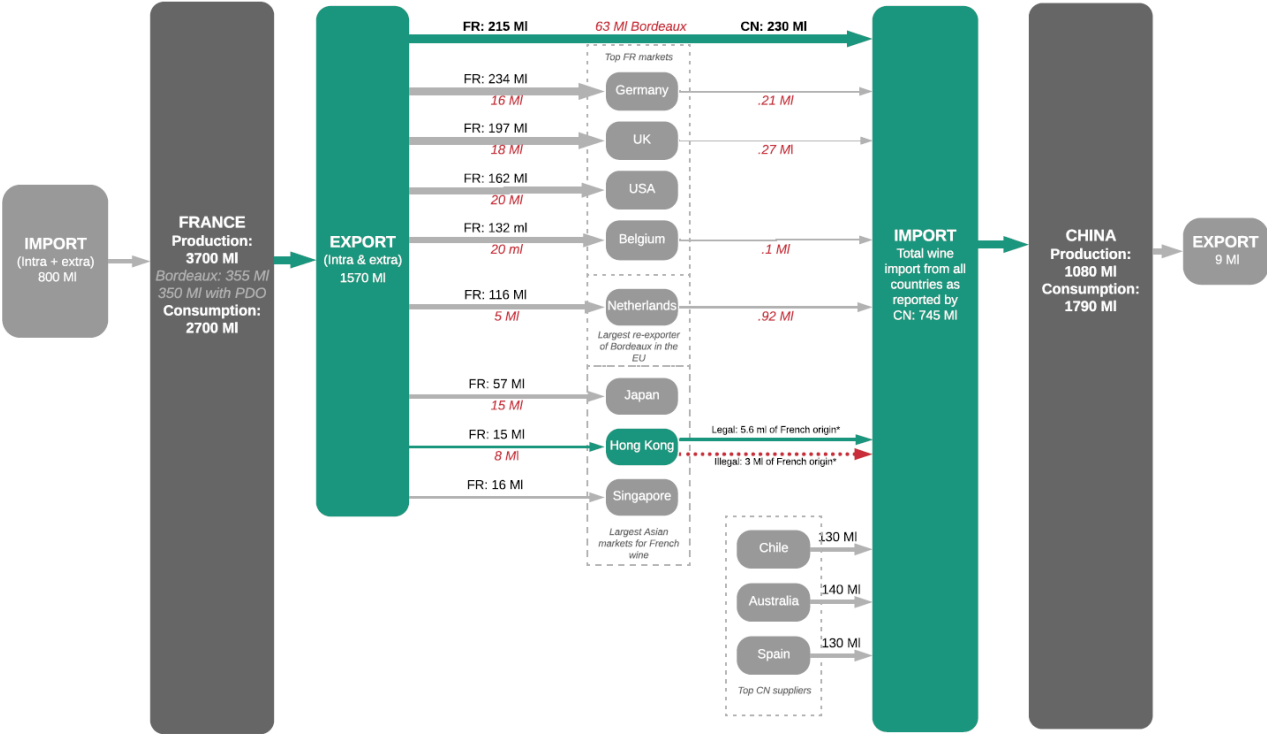 IMPORT
(Intra + extra)
800 Ml
FRANCE
Production:
3700 Ml
Bordeaux: 355 Ml
350 Ml with PDO
Consumption:
2700 Ml
EXPORT
(Intra & extra)
1570 Ml
FR: 215 Ml
63 Ml Bordeaux
CN: 230 Ml
Top FR markets
FR: 234 Ml
16 Ml
Germany
.21 Ml
FR: 197 Ml
18 Ml
UK
.27 Ml
FR: 162 Ml
20 Ml
USA
FR: 132 ml
20 ml
Belgium
.1 Ml
FR: 116 Ml
5 Ml
Netherlands
.92 Ml
Largest re-exporter
of Bordeaux in the
EU
FR: 57 Ml
15 Ml
Japan
FR: 15 Ml
8 Ml
Hong Kong
Legal: 5.6 ml of French origin*
Illegal: 3 Ml of French origin*
FR: 16 Ml
Singapore
Largest Asian
markets for French
wine
Chile
130 Ml
Australia
140 Ml
Spain
130 Ml
Top CN suppliers
IMPORT
Total wine
import from all
countries as
reported by
CN: 745 Ml
CHINA
Production:
1080 Ml
Consumption:
1790 Ml
EXPORT
9 Ml